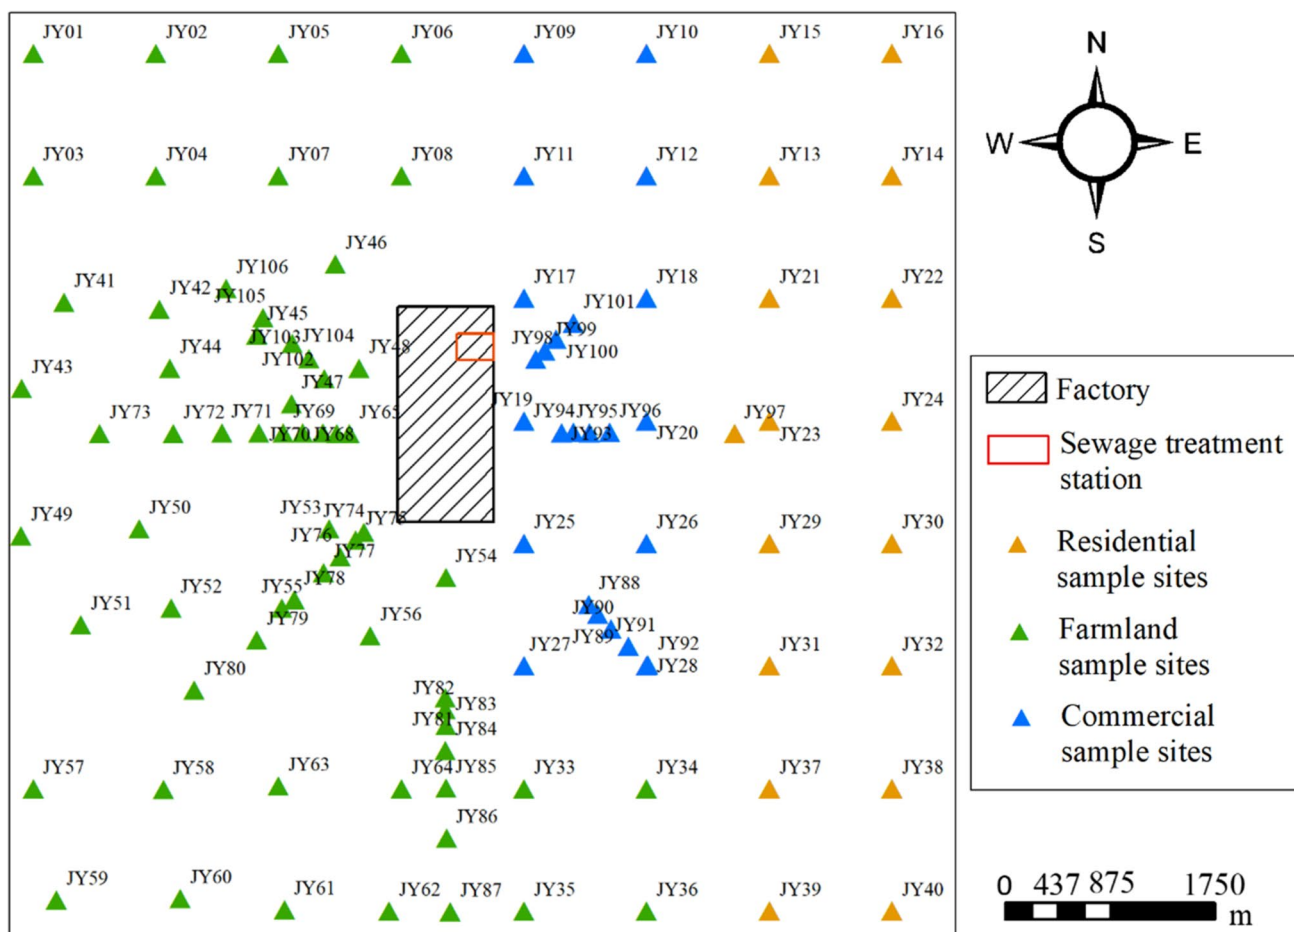 JY01 JY02 JY05 JY06 JY09 JY10 JY15 JY16
JY03 JY04 JY07 JY08 JY11 JY12 JY13 JY14
JY46
JY41 JY42 JY106 JY17 JY18 JY21 JY22
JY105 JY101
JY45
JY103 JY104 JY98 JY99
JY44 JY102 JY48 JY100
JY43 JY47
JY19 JY24
JY73 JY72 JY71 JY69 JY65 JY94 JY95 JY96 JY97
JY70 JY68 JY93 JY20 JY23
JY49 JY50 JY53 JY74 JY75 JY25 JY26 JY29 JY30
JY76
JY77 JY54
JY78 JY88
JY51 JY52 JY55 JY90
JY79 JY56 JY91
JY89
JY27 JY92 JY31 JY32
JY80 JY28
JY82
JY83
JY81
JY84
JY57 JY58 JY63 JY64 JY85 JY33 JY34 JY37 JY38
JY86
JY59 JY60 JY61 JY62 JY87 JY35 JY36 JY39 JY40
N
W E
S
Factory
Sewage treatment
station
Residential
sample sites
Farmland
sample sites
Commercial
sample sites
0 437 875 1750
m